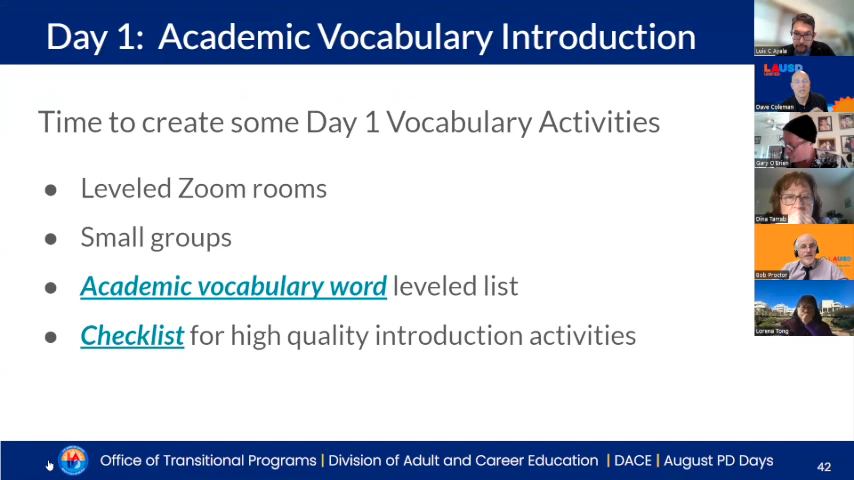 Day 1: Academic Vocabulary Introduction
Time to create some Day 1 Vocabulary Activities
● Leveled Zoom rooms
● Small groups
● Academic vocabulary word leveled list
● Checklist for high quality introduction activities
Office of Transitional Programs | Division of Adult and Career Education | DACE | August PD Days
42
Luis C Ayala
LAUSD
UNIFIED
Dave Coleman
Gary O'Brien
Dina Tarrab
Bob Proctor
Lorena Tong